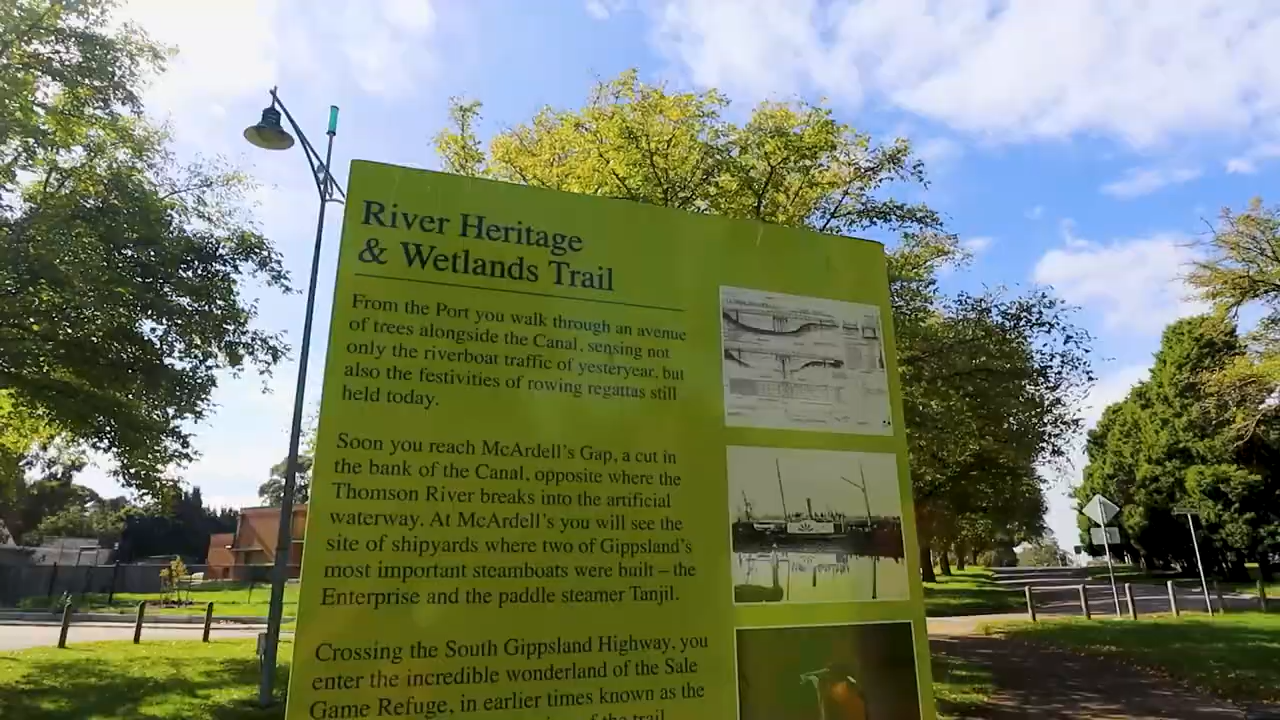 River Heritage
& Wetlands Trail
From the Port you walk through an avenue
of trees alongside the Canal, sensing not
only the riverboat traffic of yesteryear, but
also the festivities of rowing regattas still
held today.
Soon you reach McArdell's Gap, a cut in
the bank of the Canal, opposite where the
Thomson River breaks into the artificial
waterway. At McArdell's you will see the
site of shipyards where two of Gippsland's
most important steamboats were built – the
Enterprise and the paddle steamer Tanjil.
Crossing the South Gippsland Highway, you
enter the incredible wonderland of the Sale
Game Refuge, in earlier times known as the
of the trail